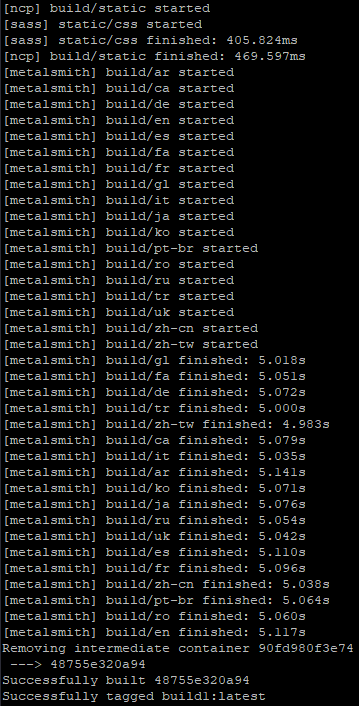 [ncp] build/static started
[sass] static/css started
[sass] static/css finished: 405.824ms
[ncp] build/static finished: 469.597ms
[metalsmith] build/ar started
[metalsmith] build/ca started
[metalsmith] build/de started
[metalsmith] build/en started
[metalsmith] build/es started
[metalsmith] build/fa started
[metalsmith] build/fr started
[metalsmith] build/gl started
[metalsmith] build/it started
[metalsmith] build/ja started
[metalsmith] build/ko started
[metalsmith] build/pt-br started
[metalsmith] build/ro started
[metalsmith] build/ru started
[metalsmith] build/tr started
[metalsmith] build/uk started
[metalsmith] build/zh-cn started
[metalsmith] build/zh-tw started
[metalsmith] build/gl finished: 5.018s
[metalsmith] build/fa finished: 5.051s
[metalsmith] build/de finished: 5.072s
[metalsmith] build/tr finished: 5.000s
[metalsmith] build/zh-tw finished: 4.983s
[metalsmith] build/ca finished: 5.079s
[metalsmith] build/it finished: 5.035s
[metalsmith] build/ar finished: 5.141s
[metalsmith] build/ko finished: 5.071s
[metalsmith] build/ja finished: 5.076s
[metalsmith] build/ru finished: 5.054s
[metalsmith] build/uk finished: 5.042s
[metalsmith] build/es finished: 5.110s
[metalsmith] build/fr finished: 5.096s
[metalsmith] build/zh-cn finished: 5.038s
[metalsmith] build/pt-br finished: 5.064s
[metalsmith] build/ro finished: 5.060s
[metalsmith] build/en finished: 5.117s
Removing intermediate container 90fd980f3e74
 ---> 48755e320a94
Successfully built 48755e320a94
Successfully tagged build1:latest